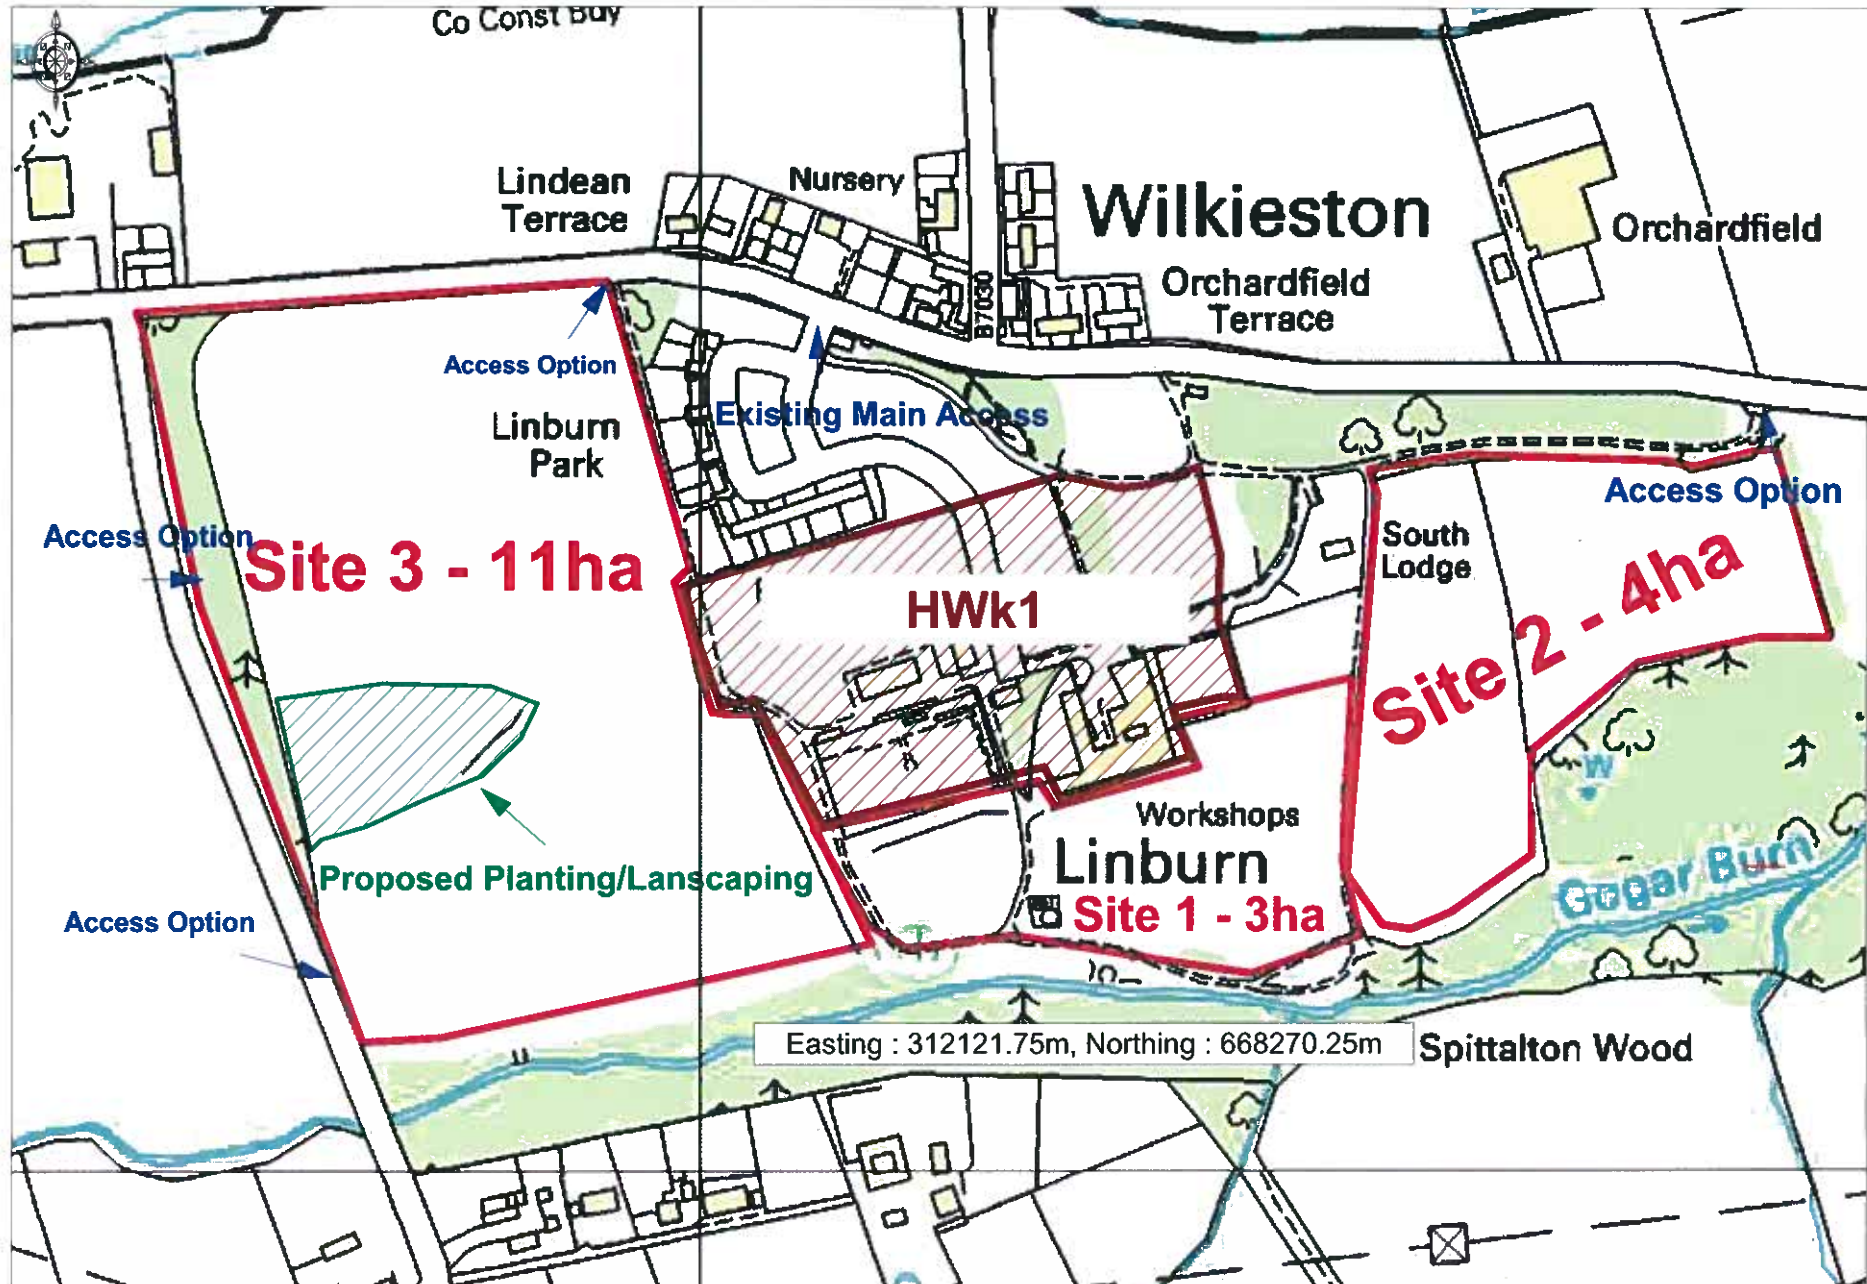 Co Const Bdy
Lindean
Terrace
Nursery
Wilkieston
Orchardfield
Orchardfield
Terrace
B7030
Access Option
Existing Main Access
Linburn
Park
Access Option
South
Lodge
Access Option
Site 3 - 11ha
HWk1
Site 2 - 4ha
W
Workshops
Linburn
Site 1 - 3ha
Gogar Burn
Proposed Planting/Lanscaping
Access Option
Easting : 312121.75m, Northing : 668270.25m
Spittalton Wood